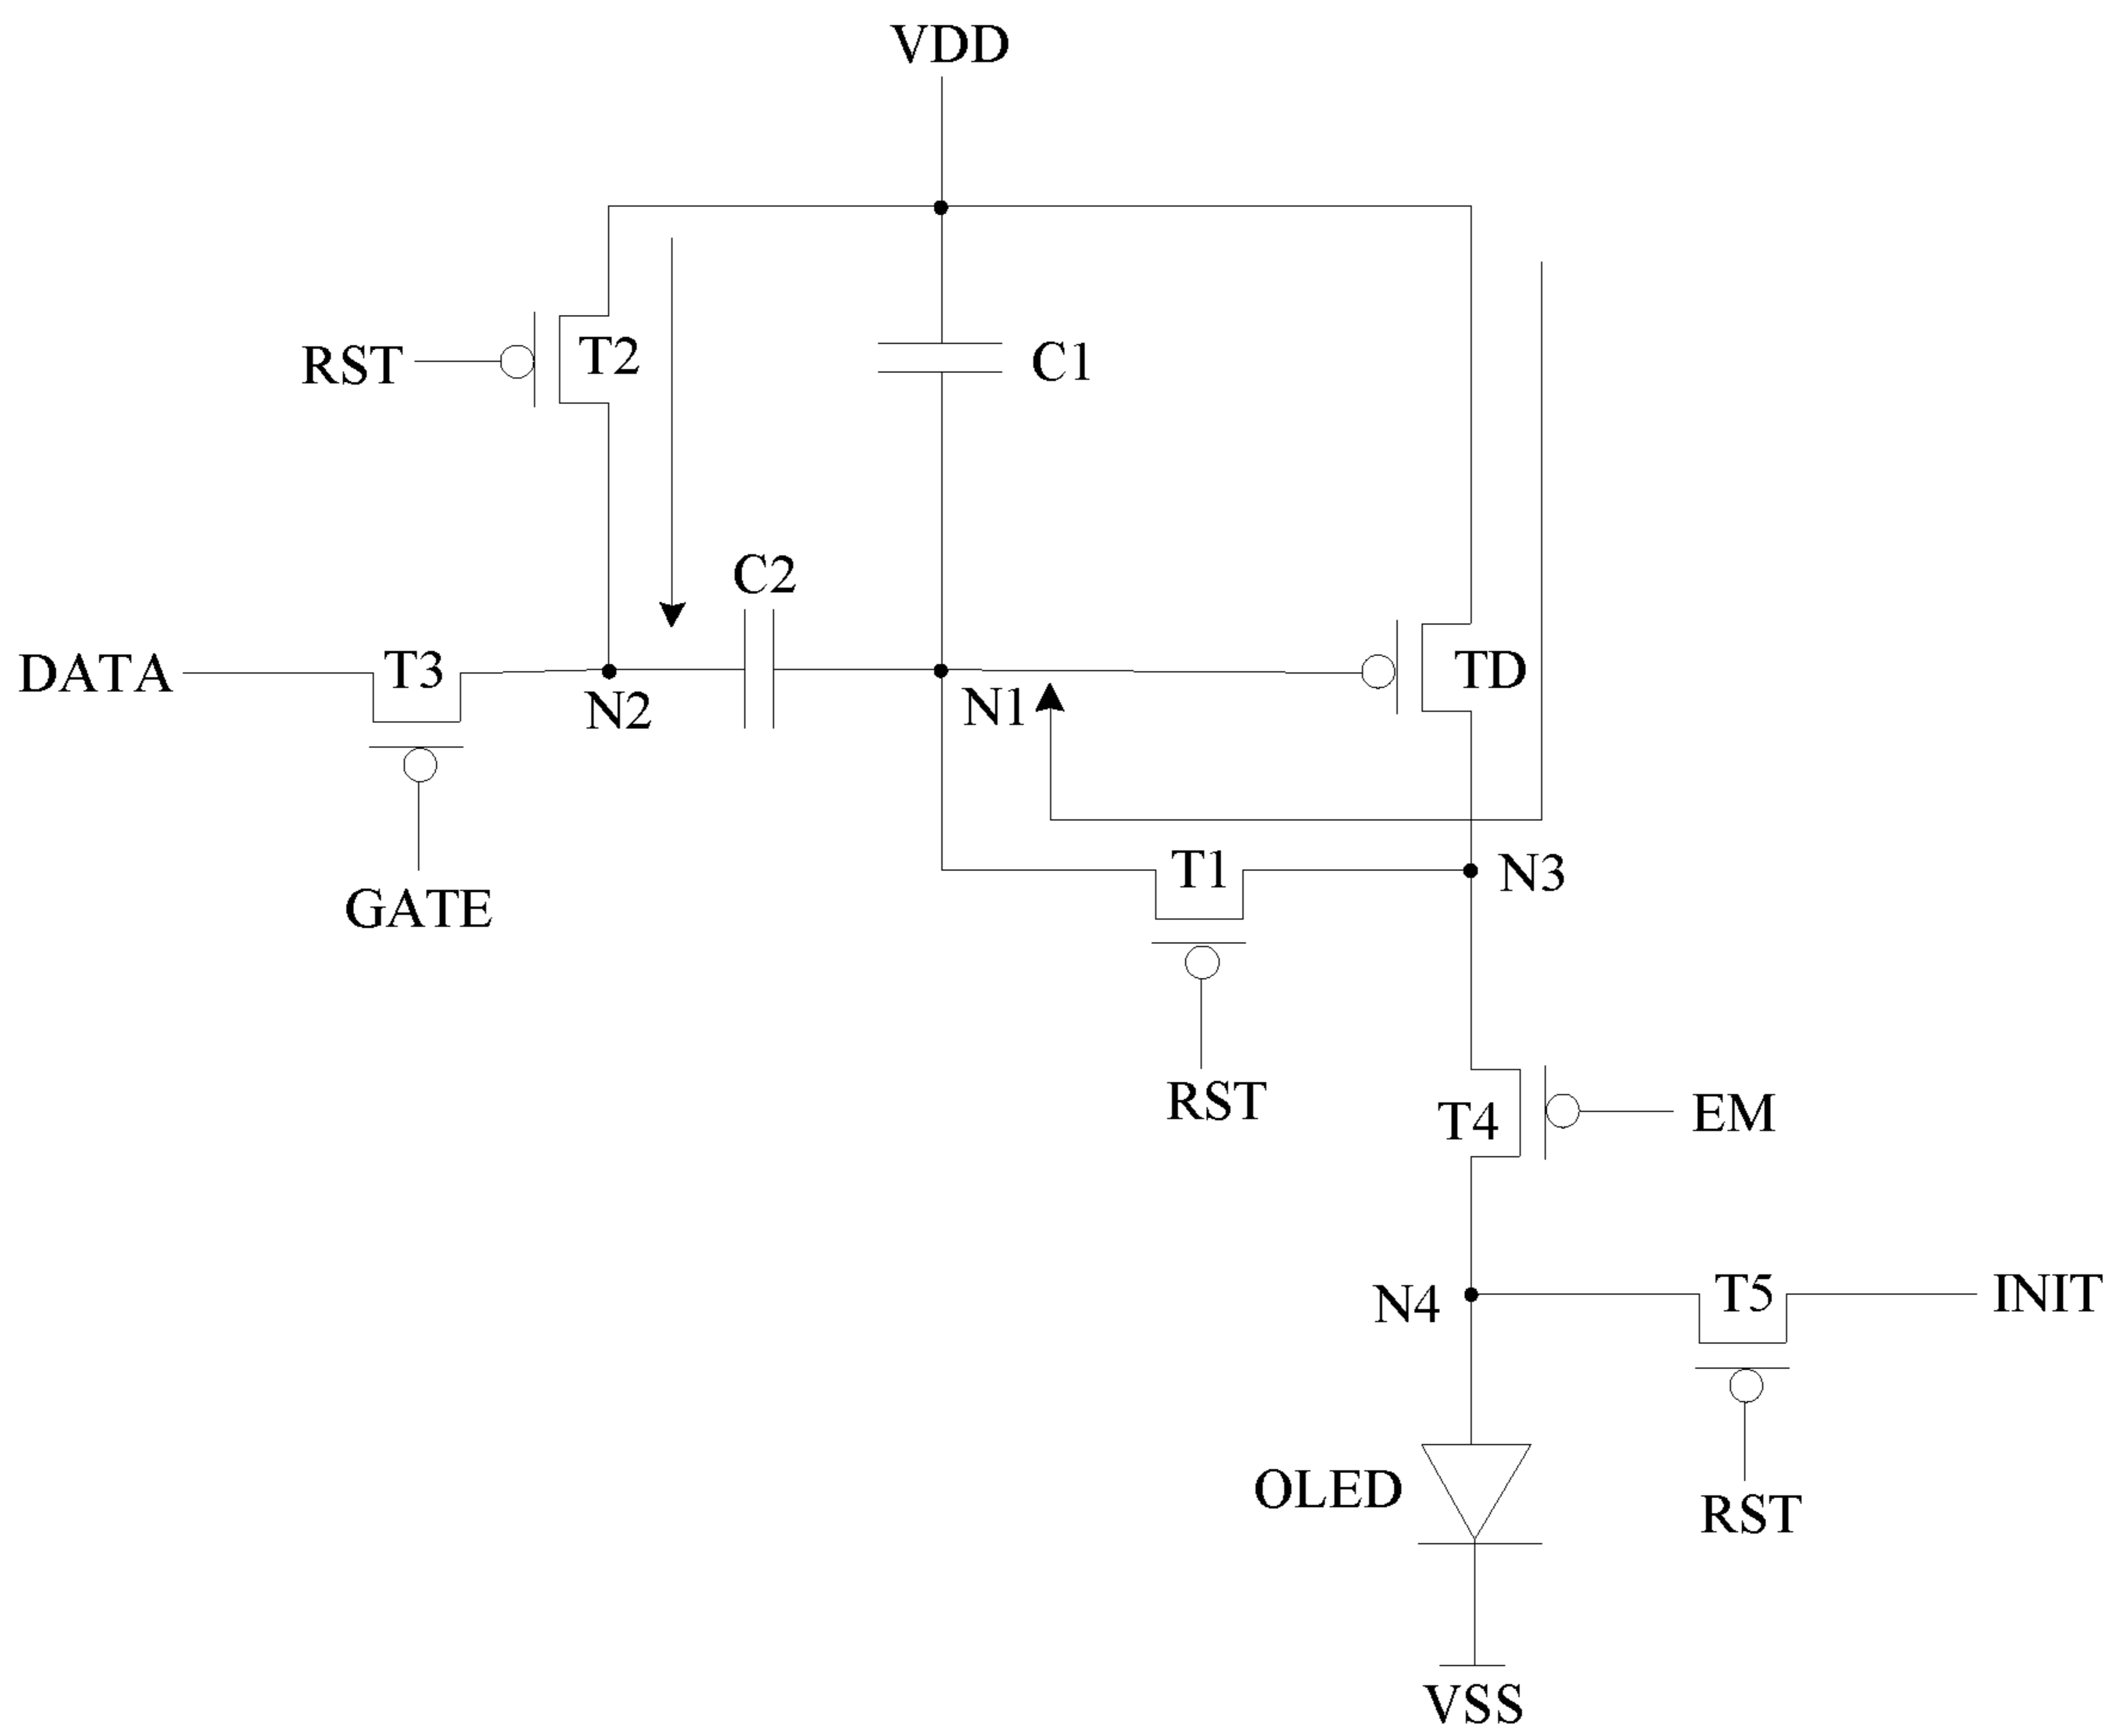 VDD
RST
T2
C1
C2
DATA
T3
N2
N1
TD
GATE
T1
N3
RST
T4
EM
N4
T5
INIT
OLED
RST
VSS